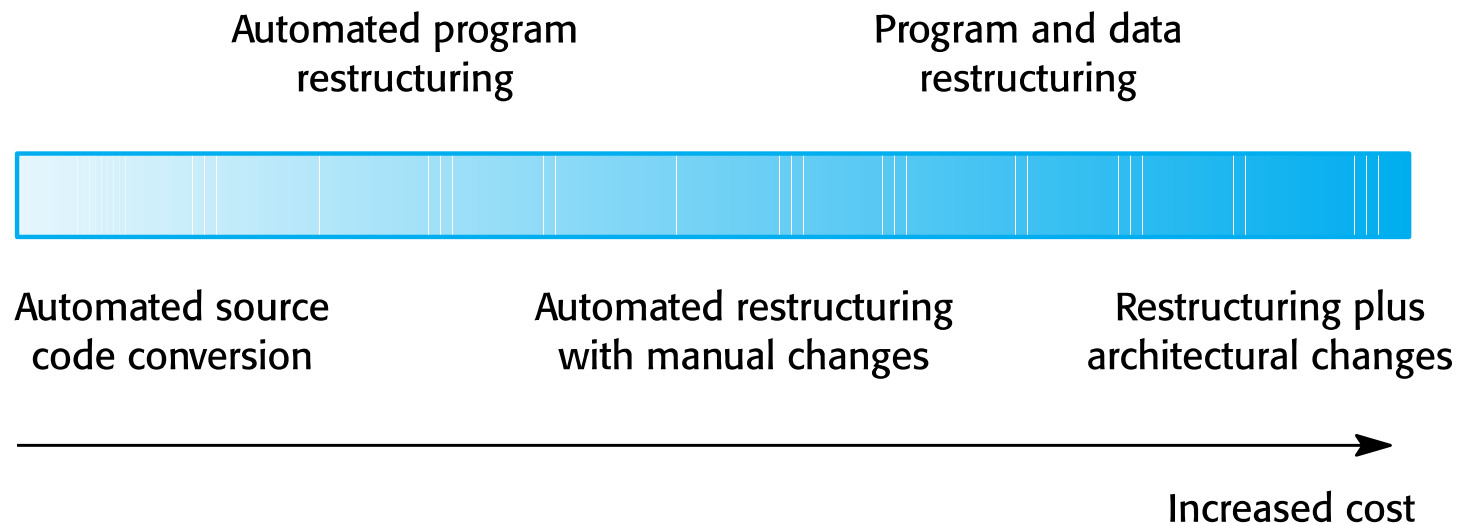 Automated program
restructuring
Program and data
restructuring
Automated source
code conversion
Automated restructuring
with manual changes
Restructuring plus
architectural changes
Increased cost